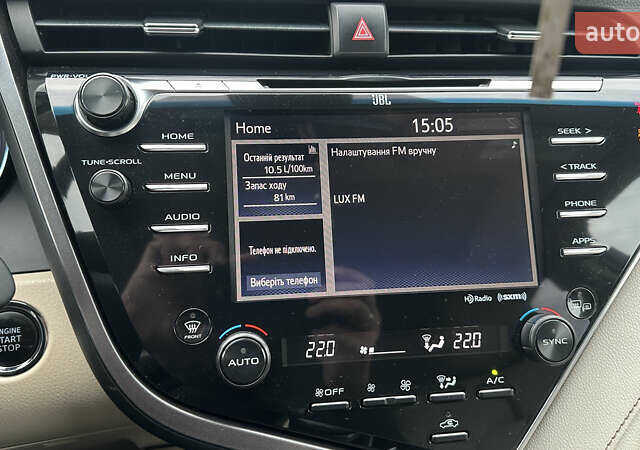 auto
PWR•VOL
JBL
Home 15:05
HOME
TUNE•SCROLL
MENU
AUDIO
INFO
Останній результат
10.5 L/100km
Запас ходу
81 km
Телефон не підключено.
Виберіть телефон
Налаштування FM вручну
LUX FM
SEEK >
< TRACK
PHONE
APPS
HD Radio
((SXM))
ENGINE
START
STOP
FRONT
AUTO
22.0
22.0
SYNC
OFF
A/C